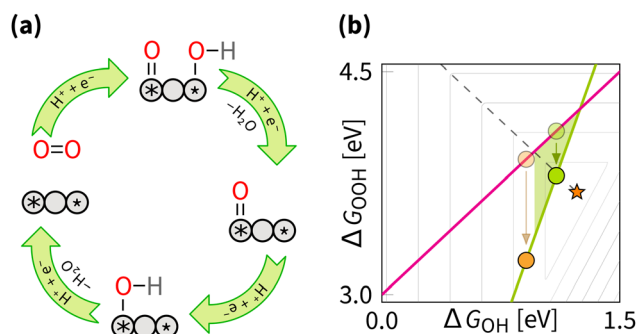 (a)
O
O–H
*
*
H⁺ + e⁻
H⁺ + e⁻
–H₂O
O=O
O
*
*
*
*
H⁺ + e⁻
–H₂O
H⁺ + e⁻
O–H
*
*
(b)
4.5
ΔG_OOH [eV]
3.0
0.0
ΔG_OH [eV]
1.5